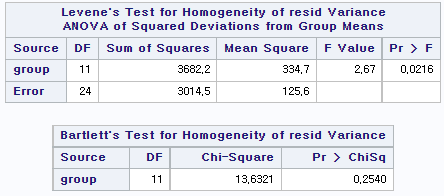 Levene's Test for Homogeneity of resid Variance
ANOVA of Squared Deviations from Group Means
Source DF Sum of Squares Mean Square F Value Pr > F
group 11 3682,2 334,7 2,67 0,0216
Error 24 3014,5 125,6
Bartlett's Test for Homogeneity of resid Variance
Source DF Chi-Square Pr > ChiSq
group 11 13,6321 0,2540